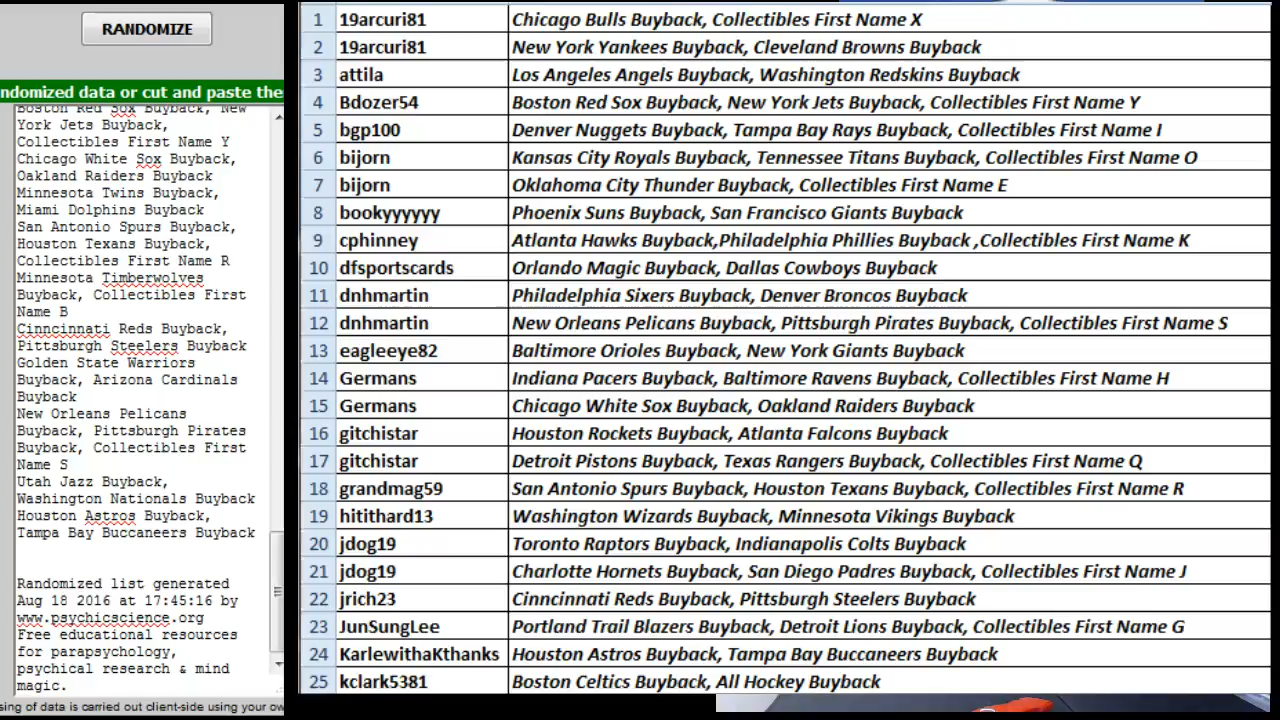 RANDOMIZE
ndomized data or cut and paste the
Boston Red Sox Buyback, New
York Jets Buyback,
Collectibles First Name Y
Chicago White Sox Buyback,
Oakland Raiders Buyback
Minnesota Twins Buyback,
Miami Dolphins Buyback
San Antonio Spurs Buyback,
Houston Texans Buyback,
Collectibles First Name R
Minnesota Timberwolves
Buyback, Collectibles First
Name B
Cinncinnati Reds Buyback,
Pittsburgh Steelers Buyback
Golden State Warriors
Buyback, Arizona Cardinals
Buyback
New Orleans Pelicans
Buyback, Pittsburgh Pirates
Buyback, Collectibles First
Name S
Utah Jazz Buyback,
Washington Nationals Buyback
Houston Astros Buyback,
Tampa Bay Buccaneers Buyback
Randomized list generated
Aug 18 2016 at 17:45:16 by
www.psychicscience.org
Free educational resources
for parapsychology,
psychical research & mind
magic.
sing of data is carried out client-side using your ow
1 19arcuri81 Chicago Bulls Buyback, Collectibles First Name X
2 19arcuri81 New York Yankees Buyback, Cleveland Browns Buyback
3 attila Los Angeles Angels Buyback, Washington Redskins Buyback
4 Bdozer54 Boston Red Sox Buyback, New York Jets Buyback, Collectibles First Name Y
5 bgp100 Denver Nuggets Buyback, Tampa Bay Rays Buyback, Collectibles First Name I
6 bijorn Kansas City Royals Buyback, Tennessee Titans Buyback, Collectibles First Name O
7 bijorn Oklahoma City Thunder Buyback, Collectibles First Name E
8 bookyyyyyy Phoenix Suns Buyback, San Francisco Giants Buyback
9 cphinney Atlanta Hawks Buyback,Philadelphia Phillies Buyback ,Collectibles First Name K
10 dfsportscards Orlando Magic Buyback, Dallas Cowboys Buyback
11 dnhmartin Philadelphia Sixers Buyback, Denver Broncos Buyback
12 dnhmartin New Orleans Pelicans Buyback, Pittsburgh Pirates Buyback, Collectibles First Name S
13 eagleeye82 Baltimore Orioles Buyback, New York Giants Buyback
14 Germans Indiana Pacers Buyback, Baltimore Ravens Buyback, Collectibles First Name H
15 Germans Chicago White Sox Buyback, Oakland Raiders Buyback
16 gitchistar Houston Rockets Buyback, Atlanta Falcons Buyback
17 gitchistar Detroit Pistons Buyback, Texas Rangers Buyback, Collectibles First Name Q
18 grandmag59 San Antonio Spurs Buyback, Houston Texans Buyback, Collectibles First Name R
19 hitithard13 Washington Wizards Buyback, Minnesota Vikings Buyback
20 jdog19 Toronto Raptors Buyback, Indianapolis Colts Buyback
21 jdog19 Charlotte Hornets Buyback, San Diego Padres Buyback, Collectibles First Name J
22 jrich23 Cinncinnati Reds Buyback, Pittsburgh Steelers Buyback
23 JunSungLee Portland Trail Blazers Buyback, Detroit Lions Buyback, Collectibles First Name G
24 KarlewithaKthanks Houston Astros Buyback, Tampa Bay Buccaneers Buyback
25 kclark5381 Boston Celtics Buyback, All Hockey Buyback